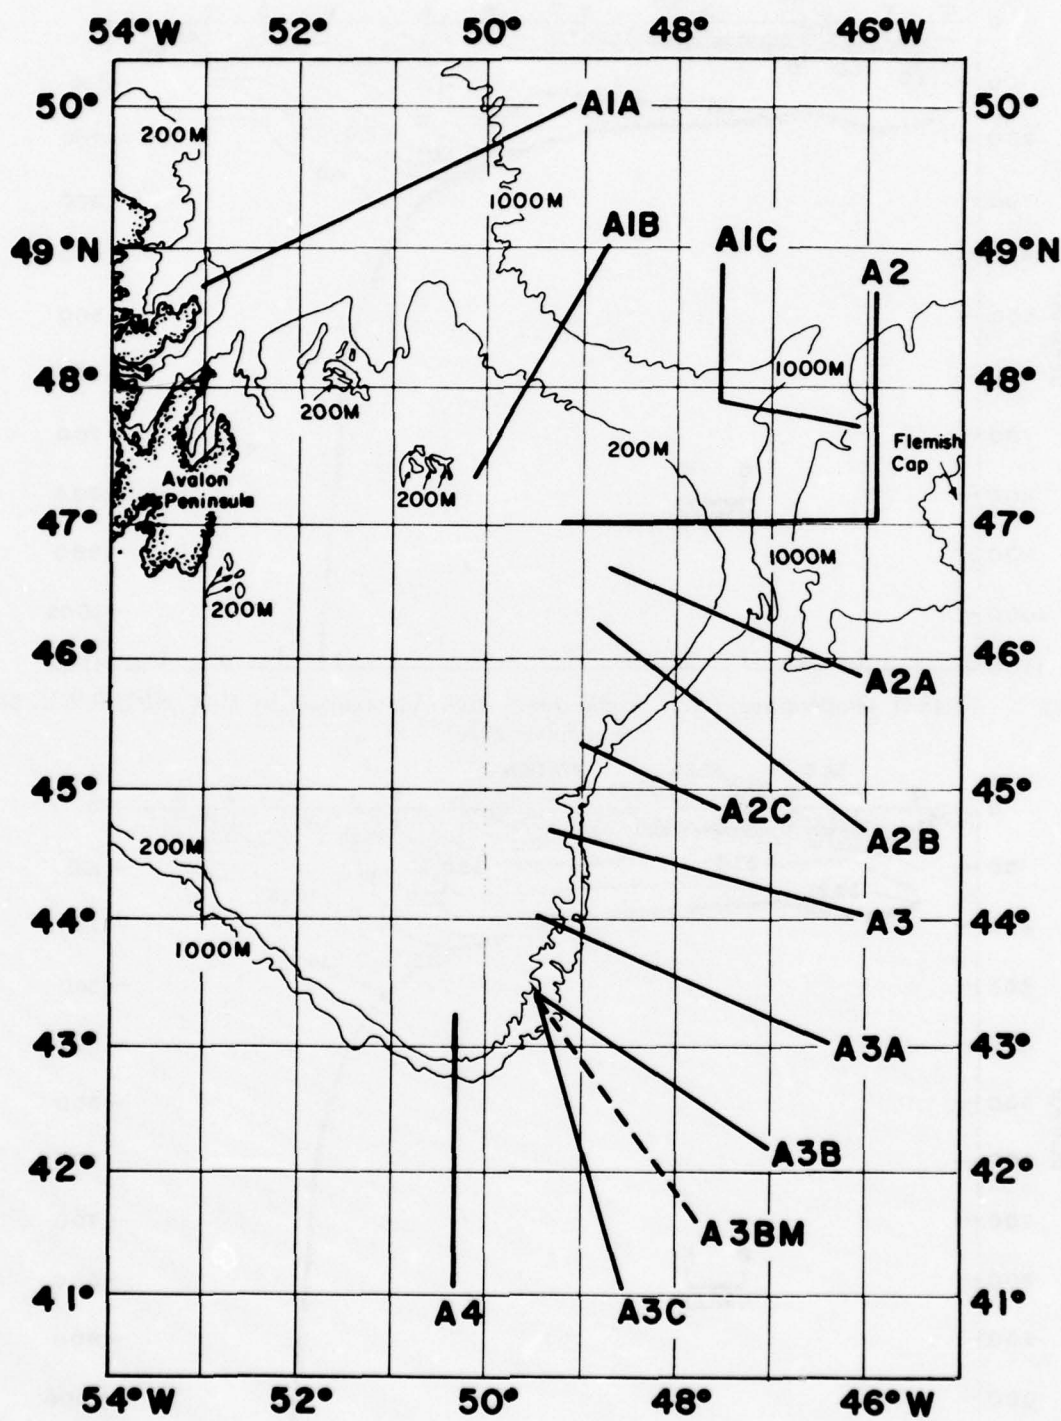 54°W 52° 50° 48° 46°W
50° A1A 50°
200M
1000M
49°N A1B A1C 49°N
A2
48° 1000M 48°
200M
200M
Flemish
Cap
Avalon
Peninsula
200M
47° 47°
1000M
200M
46° 46°
A2A
45° 45°
A2C
A2B
200M
44° A3 44°
1000M
43° A3A 43°
42° A3B 42°
A3BM
41° A4 A3C 41°
54°W 52° 50° 48° 46°W